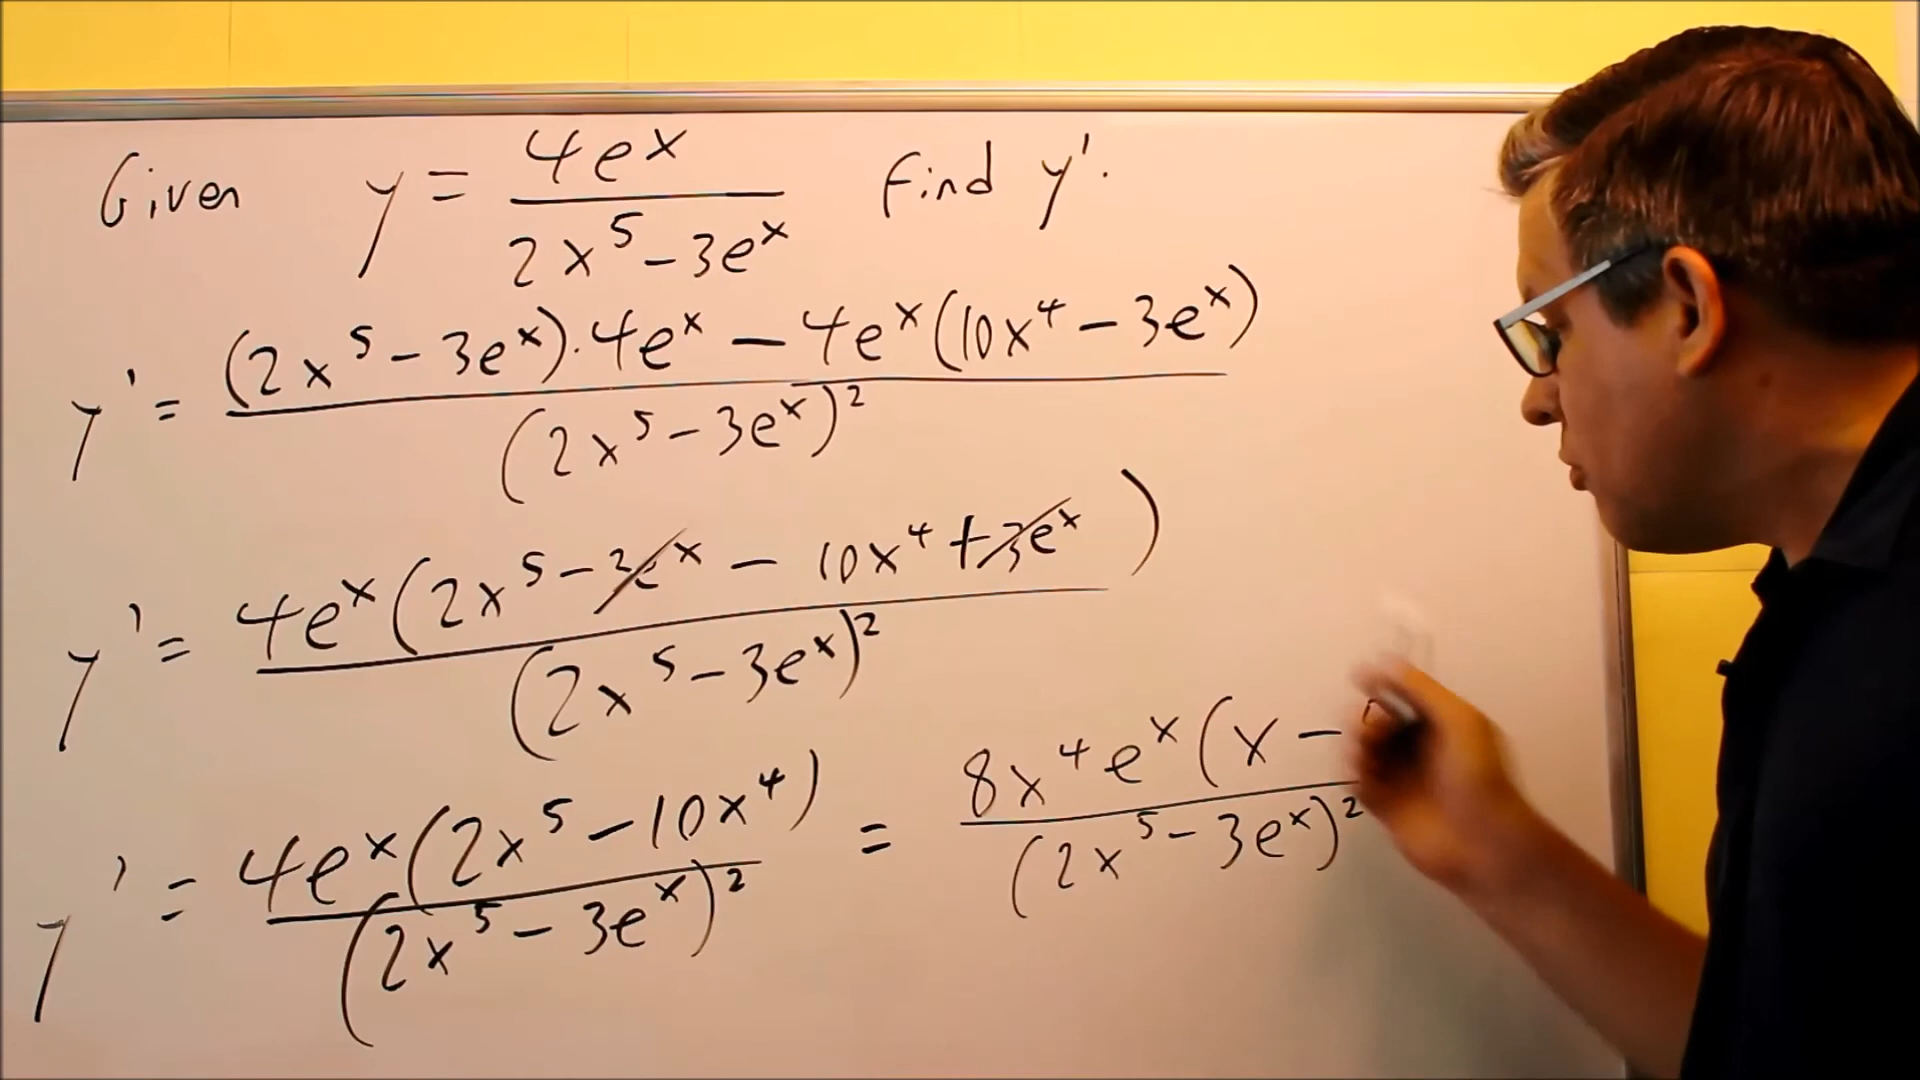 Given y = 4e^x / (2x^5 - 3e^x) Find y'.
y' = ((2x^5 - 3e^x) · 4e^x - 4e^x(10x^4 - 3e^x)) / (2x^5 - 3e^x)^2
y' = 4e^x(2x^5 - 3e^x - 10x^4 + 3e^x) / (2x^5 - 3e^x)^2
y' = 4e^x(2x^5 - 10x^4) / (2x^5 - 3e^x)^2 = 8x^4e^x(x - / (2x^5 - 3e^x)^2